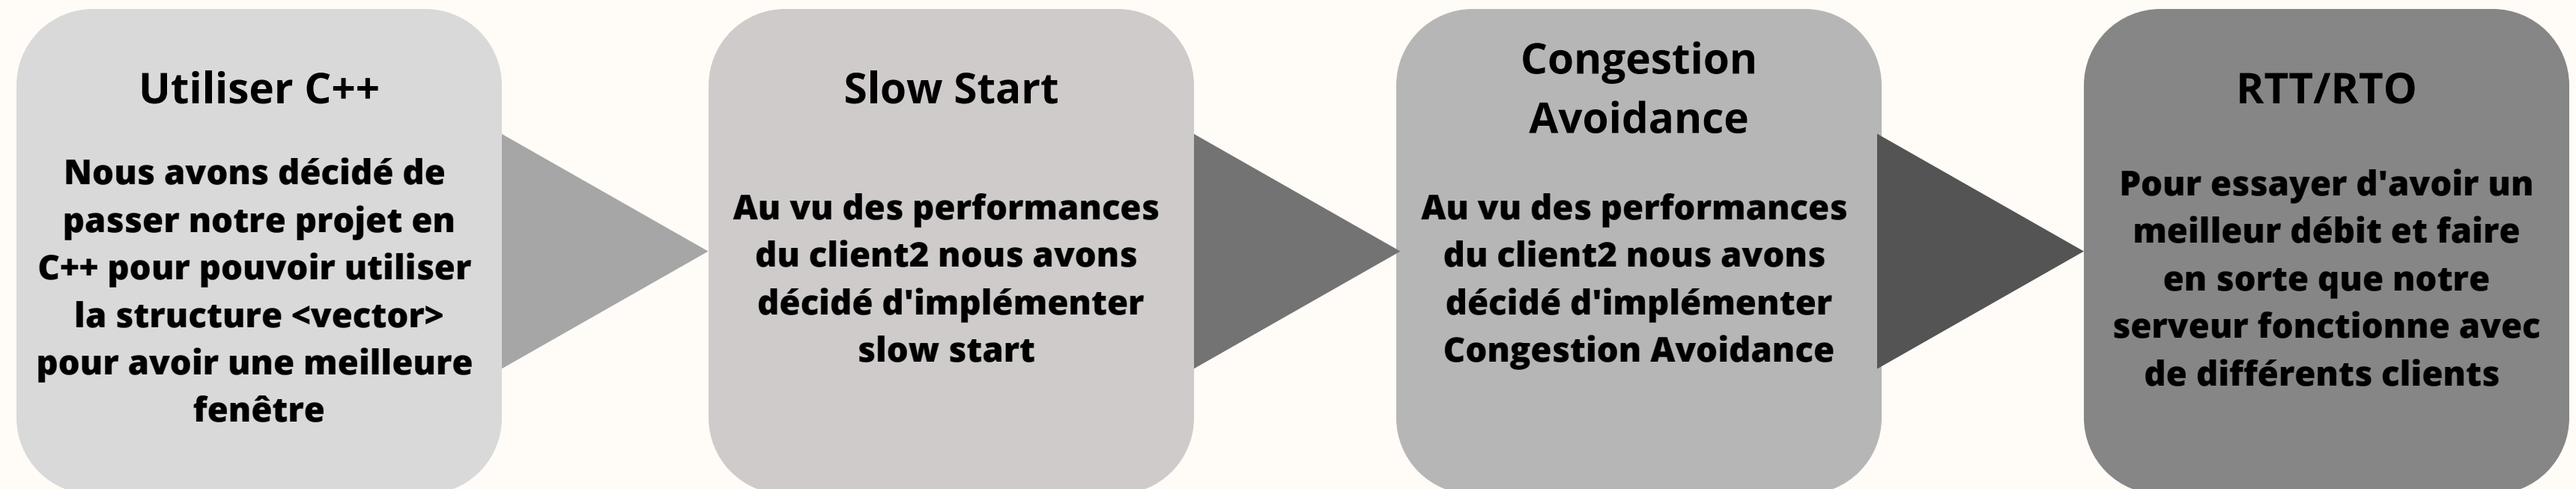 Utiliser C++
Nous avons décidé de
passer notre projet en
C++ pour pouvoir utiliser
la structure <vector>
pour avoir une meilleure
fenêtre
Slow Start
Au vu des performances
du client2 nous avons
décidé d'implémenter
slow start
Congestion
Avoidance
Au vu des performances
du client2 nous avons
décidé d'implémenter
Congestion Avoidance
RTT/RTO
Pour essayer d'avoir un
meilleur débit et faire
en sorte que notre
serveur fonctionne avec
de différents clients